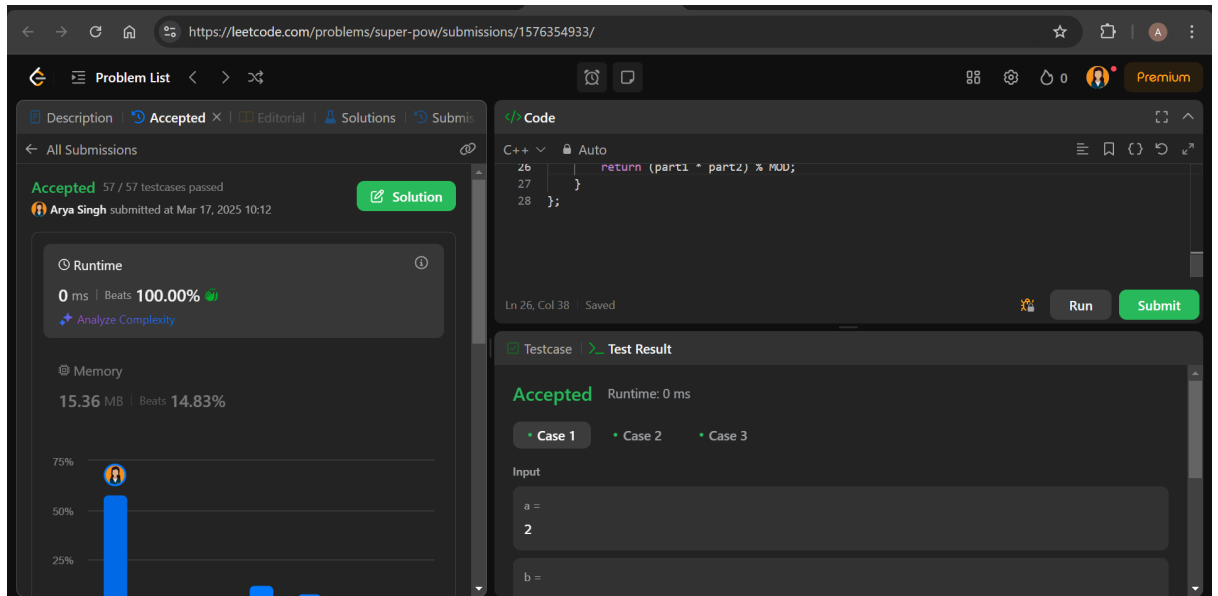 https://leetcode.com/problems/super-pow/submissions/1576354933/
A
Problem List
0
Premium
Description | Accepted × | Editorial | Solutions | Submis
← All Submissions
Accepted 57 / 57 testcases passed
Arya Singh submitted at Mar 17, 2025 10:12
Solution
Runtime
0 ms | Beats 100.00%
Analyze Complexity
Memory
15.36 MB | Beats 14.83%
75%
50%
25%
</> Code
C++ Auto
26 return (part1 * part2) % MOD;
27 }
28 };
Ln 26, Col 38 | Saved
Run
Submit
Testcase | >_ Test Result
Accepted Runtime: 0 ms
• Case 1 • Case 2 • Case 3
Input
a =
2
b =